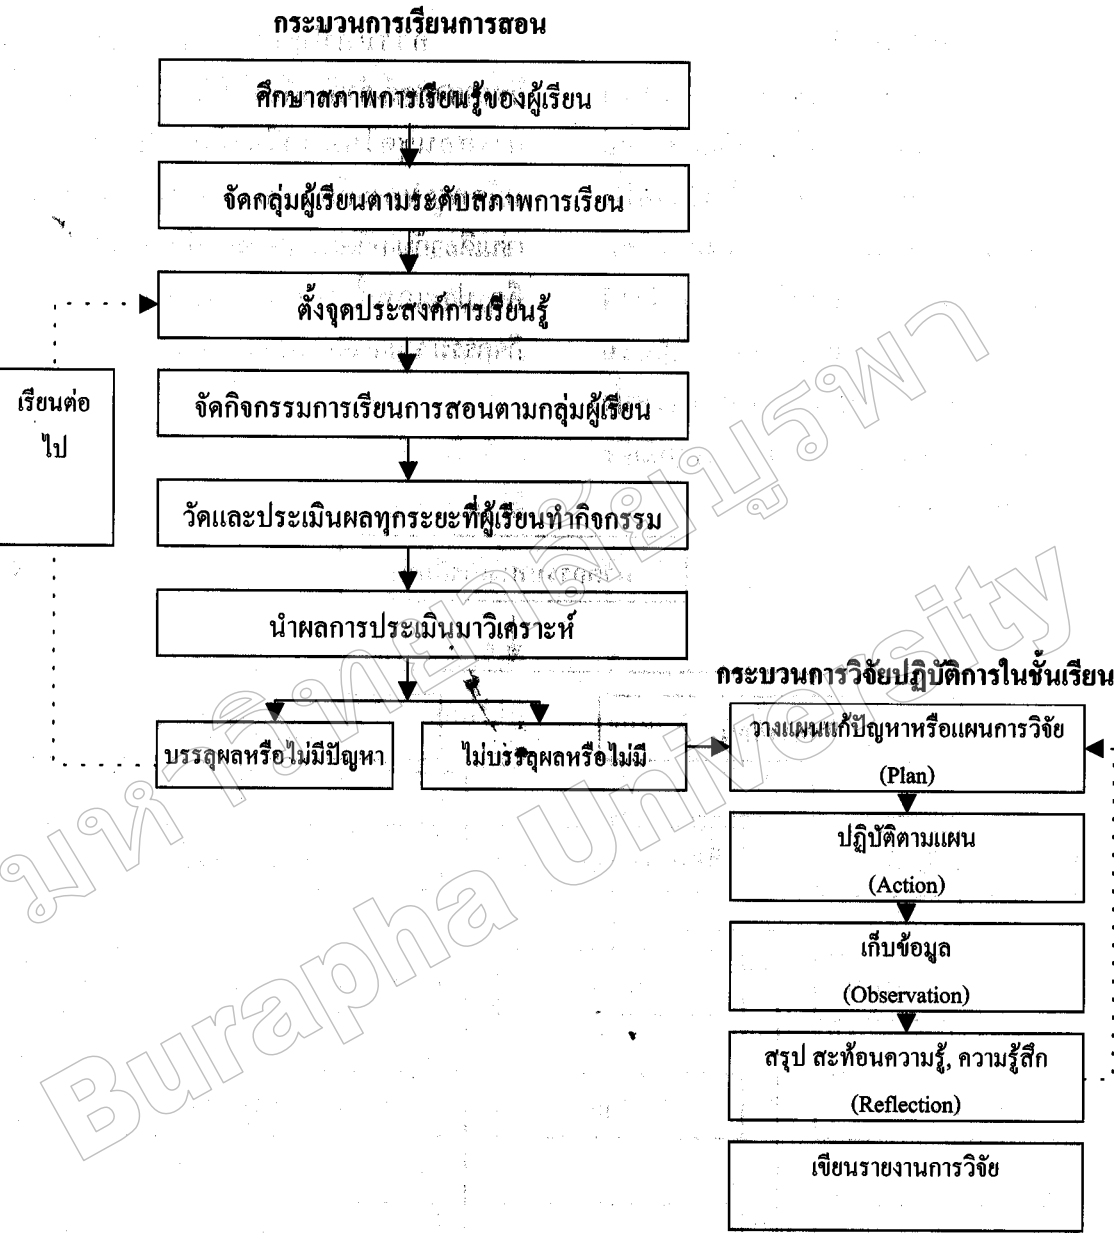 กระบวนการเรียนการสอน
ศึกษาสภาพการเรียนรู้ของผู้เรียน
จัดกลุ่มผู้เรียนตามระดับสภาพการเรียน
ตั้งจุดประสงค์การเรียนรู้
เรียนต่อ
ไป
จัดกิจกรรมการเรียนการสอนตามกลุ่มผู้เรียน
วัดและประเมินผลทุกระยะที่ผู้เรียนทำกิจกรรม
นำผลการประเมินมาวิเคราะห์
บรรลุผลหรือไม่มีปัญหา
ไม่บรรลุผลหรือไม่มี
กระบวนการวิจัยปฏิบัติการในชั้นเรียน
วางแผนแก้ปัญหาหรือแผนการวิจัย
(Plan)
ปฏิบัติตามแผน
(Action)
เก็บข้อมูล
(Observation)
สรุป สะท้อนความรู้, ความรู้สึก
(Reflection)
เขียนรายงานการวิจัย
มหาวิทยาลัยบูรพา
Burapha University